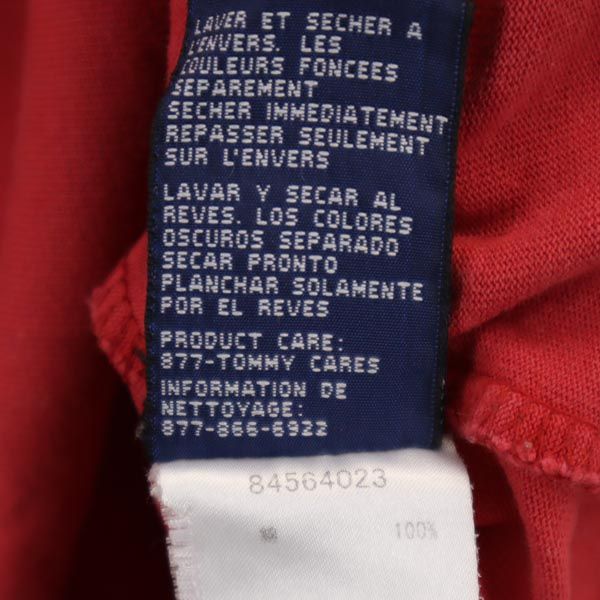 LAVER ET SECHER A
L'ENVERS. LES
COULEURS FONCEES
SEPAREMENT
SECHER IMMEDIATEMENT
REPASSER SEULEMENT
SUR L'ENVERS
LAVAR Y SECAR AL
REVES. LOS COLORES
OSCUROS SEPARADO
SECAR PRONTO
PLANCHAR SOLAMENTE
POR EL REVES
PRODUCT CARE:
877-TOMMY CARES
INFORMATION DE
NETTOYAGE:
877-866-6922
84564023
100%